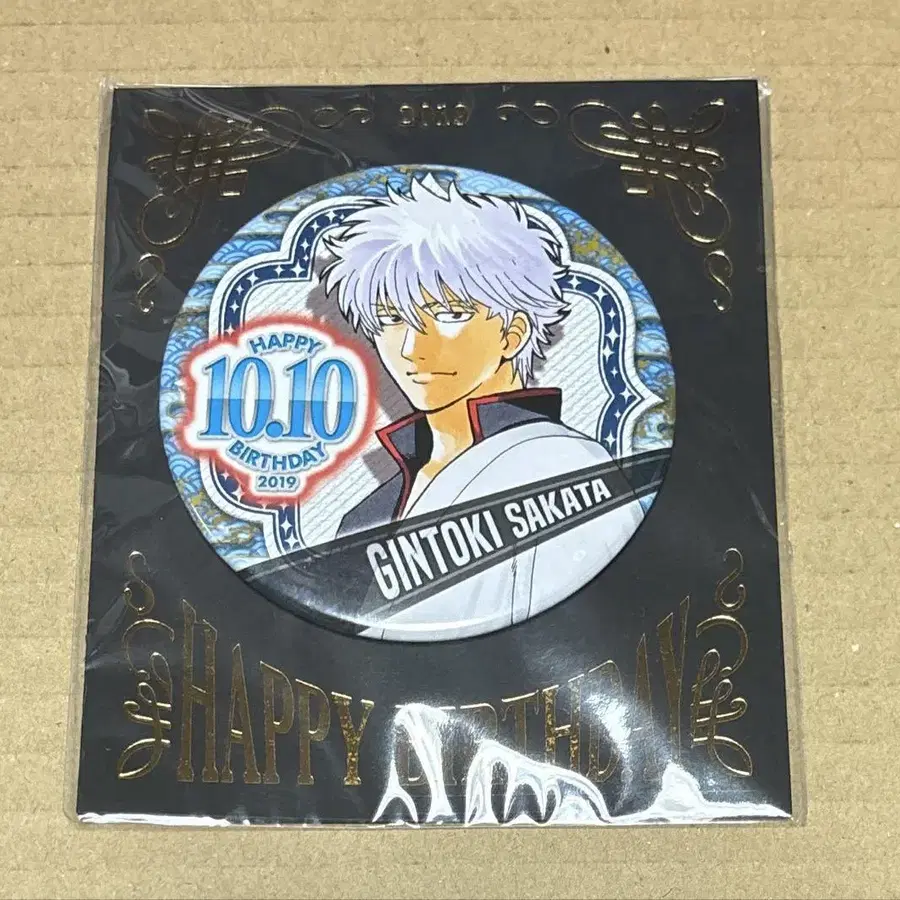 2019
HAPPY
10.10
BIRTHDAY
2019
GINTOKI SAKATA
HAPPY BIRTHDAY